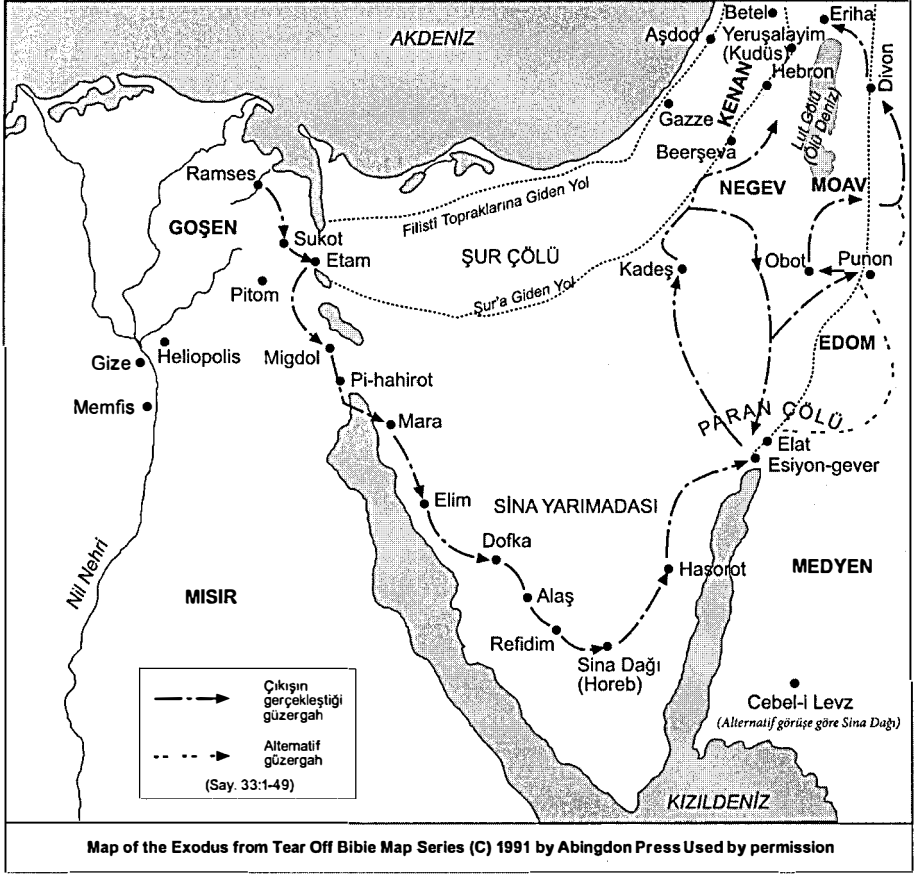 AKDENİZ
Betel
Eriha
Aşdod
Yeruşalayim
(Kudüs)
Hebron
KENAN
Divon
Lut Gölü
(Ölü Deniz)
Gazze
Beerşeva
Ramses
NEGEV
MOAV
Filistî Topraklarına Giden Yol
GOŞEN
Sukot
Etam
ŞUR ÇÖLÜ
Kadeş
Obot
Punon
Pitom
Şur'a Giden Yol
EDOM
Heliopolis
Migdol
Gize
Pi-hahirot
Memfis
Mara
PARAN ÇÖLÜ
Elat
Esiyon-gever
Elim
SİNA YARIMADASI
Dofka
Nil Nehri
Hasorot
MEDYEN
MISIR
Alaş
Refidim
Sina Dağı
(Horeb)
Cebel-i Levz
(Alternatif görüşe göre Sina Dağı)
Çıkışın
gerçekleştiği
güzergah
Alternatif
güzergah
(Say. 33:1-49)
KIZILDENİZ
Map of the Exodus from Tear Off Bibie Map Series (C) 1991 by Abingdon Press Used by permission